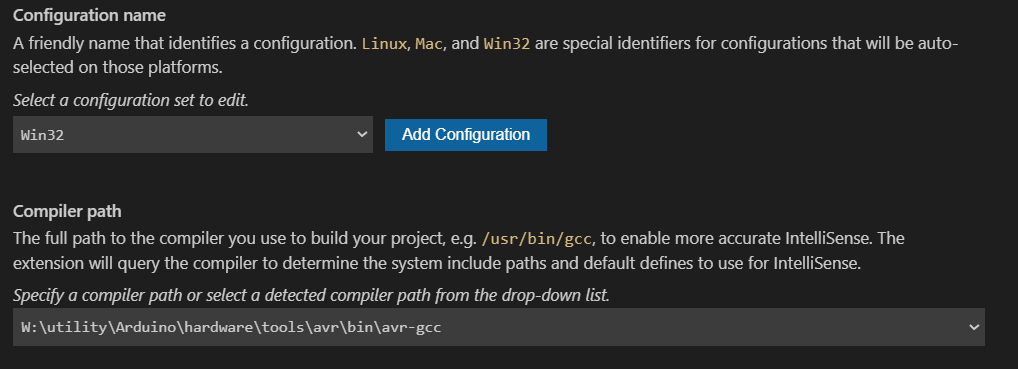 Configuration name
A friendly name that identifies a configuration. Linux, Mac, and Win32 are special identifiers for configurations that will be auto-
selected on those platforms.
Select a configuration set to edit.
Win32
Add Configuration
Compiler path
The full path to the compiler you use to build your project, e.g. /usr/bin/gcc, to enable more accurate IntelliSense. The
extension will query the compiler to determine the system include paths and default defines to use for IntelliSense.
Specify a compiler path or select a detected compiler path from the drop-down list.
W:\utility\Arduino\hardware\tools\avr\bin\avr-gcc